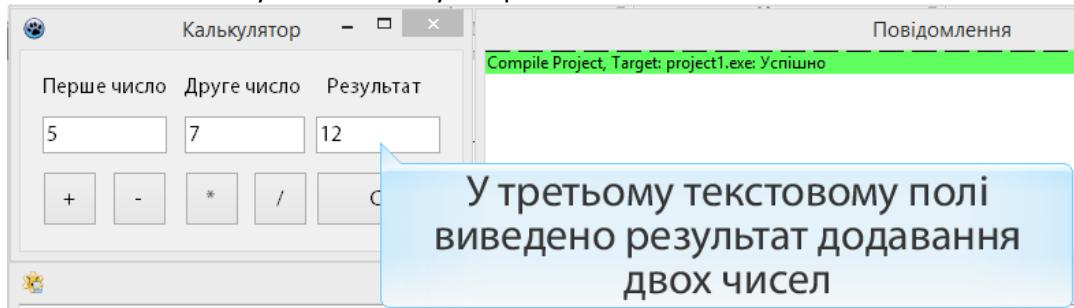 Калькулятор
Повідомлення
Compile Project, Target: project1.exe: Успішно
Перше число Друге число Результат
5 7 12
+ - * / C
У третьому текстовому полі
виведено результат додавання
двох чисел